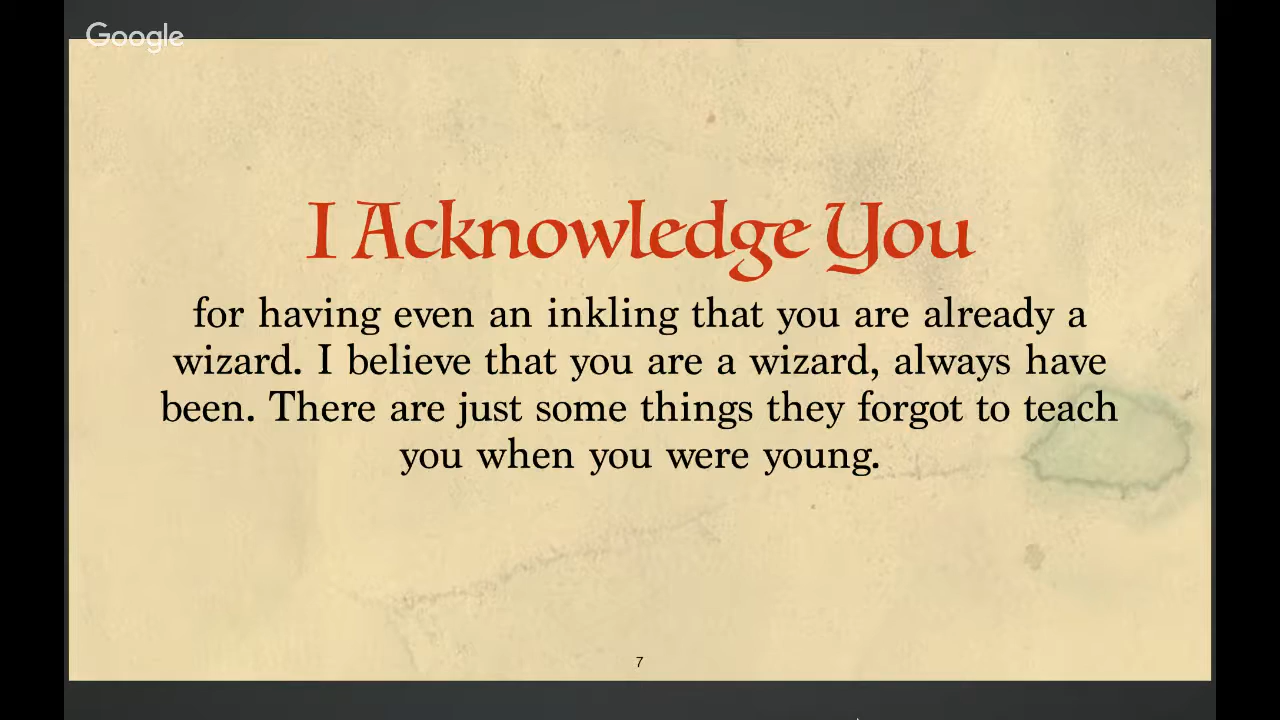 Google
I Acknowledge You
for having even an inkling that you are already a
wizard. I believe that you are a wizard, always have
been. There are just some things they forgot to teach
you when you were young.
7